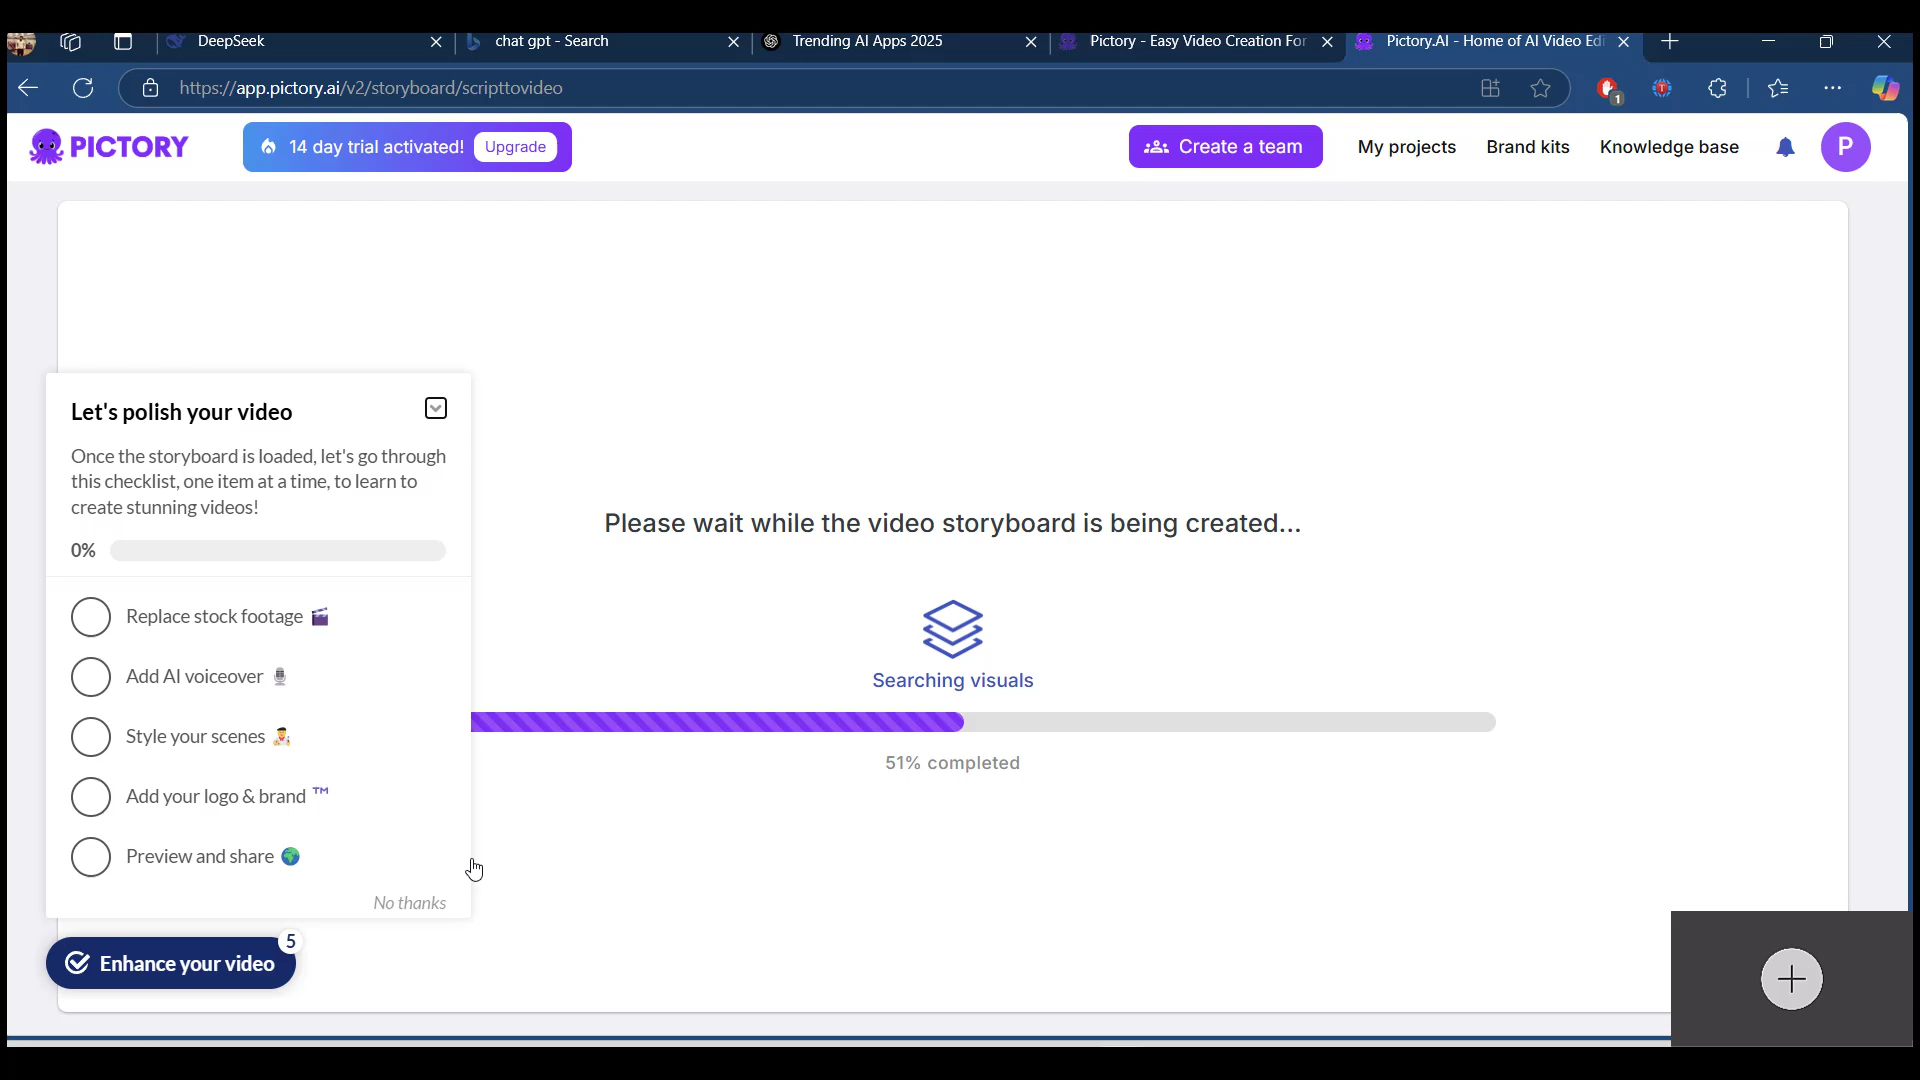 DeepSeek
chat gpt - Search
Trending AI Apps 2025
Pictory - Easy Video Creation For
Pictory.AI - Home of AI Video Edi
https://app.pictory.ai/v2/storyboard/scripttovideo
1
PICTORY
14 day trial activated!
Upgrade
Create a team
My projects
Brand kits
Knowledge base
P
Let's polish your video
Once the storyboard is loaded, let's go through
this checklist, one item at a time, to learn to
create stunning videos!
0%
Replace stock footage
Add AI voiceover
Style your scenes
Add your logo & brand ™
Preview and share
No thanks
Enhance your video
5
Please wait while the video storyboard is being created...
Searching visuals
51% completed